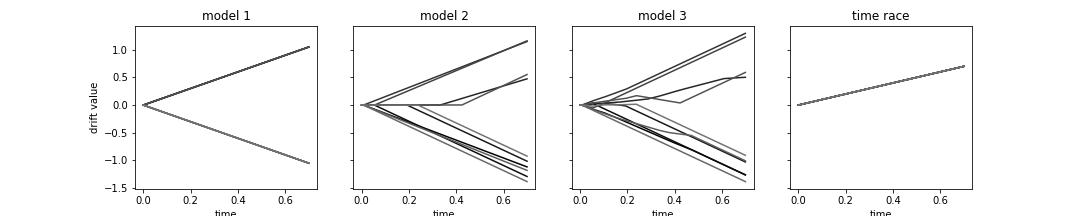 model 1 model 2 model 3 time race
drift value
1.0
0.5
0.0
−0.5
−1.0
−1.5
0.0 0.2 0.4 0.6 0.0 0.2 0.4 0.6 0.0 0.2 0.4 0.6 0.0 0.2 0.4 0.6
time time time time